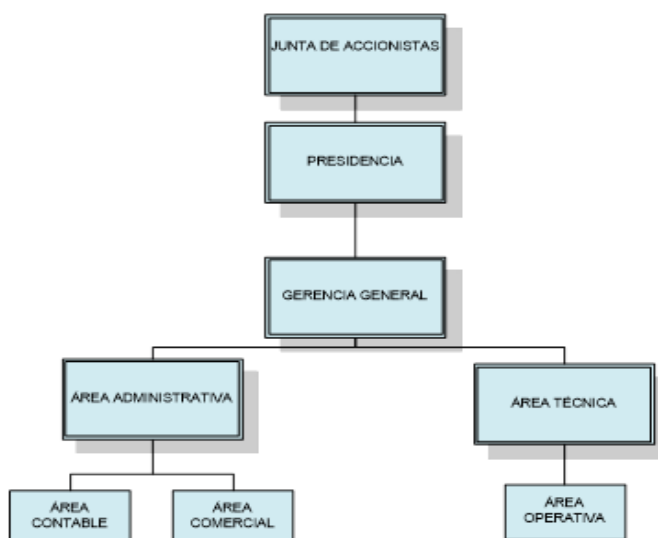 JUNTA DE ACCIONISTAS
PRESIDENCIA
GERENCIA GENERAL
ÁREA ADMINISTRATIVA
ÁREA TÉCNICA
ÁREA
CONTABLE
ÁREA
COMERCIAL
ÁREA
OPERATIVA